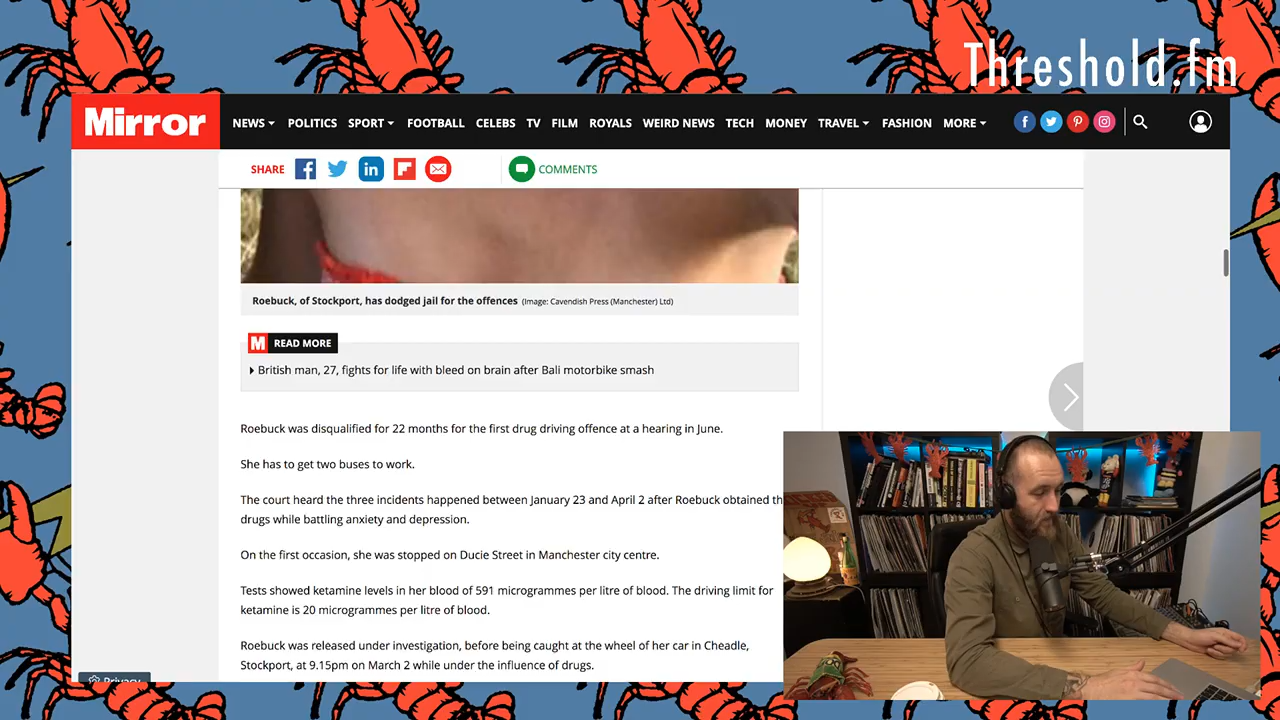 Threshold.fm
Mirror NEWS POLITICS SPORT FOOTBALL CELEBS TV FILM ROYALS WEIRD NEWS TECH MONEY TRAVEL FASHION MORE
SHARE COMMENTS
Roebuck, of Stockport, has dodged jail for the offences (Image: Cavendish Press (Manchester) Ltd)
M READ MORE
British man, 27, fights for life with bleed on brain after Bali motorbike smash
Roebuck was disqualified for 22 months for the first drug driving offence at a hearing in June.
She has to get two buses to work.
The court heard the three incidents happened between January 23 and April 2 after Roebuck obtained th
drugs while battling anxiety and depression.
On the first occasion, she was stopped on Ducie Street in Manchester city centre.
Tests showed ketamine levels in her blood of 591 microgrammes per litre of blood. The driving limit for
ketamine is 20 microgrammes per litre of blood.
Roebuck was released under investigation, before being caught at the wheel of her car in Cheadle,
Stockport, at 9.15pm on March 2 while under the influence of drugs.
Privacy